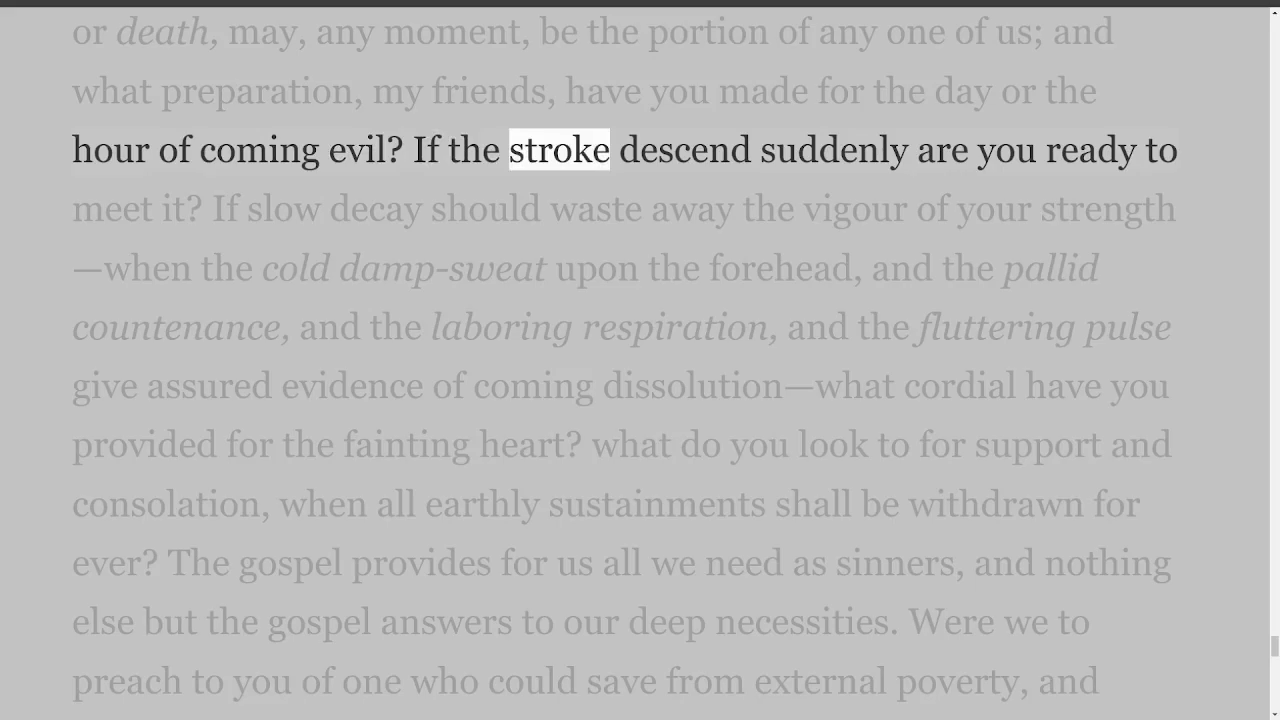 or death, may, any moment, be the portion of any one of us; and
what preparation, my friends, have you made for the day or the
hour of coming evil? If the stroke descend suddenly are you ready to
meet it? If slow decay should waste away the vigour of your strength
—when the cold damp-sweat upon the forehead, and the pallid
countenance, and the laboring respiration, and the fluttering pulse
give assured evidence of coming dissolution—what cordial have you
provided for the fainting heart? what do you look to for support and
consolation, when all earthly sustainments shall be withdrawn for
ever? The gospel provides for us all we need as sinners, and nothing
else but the gospel answers to our deep necessities. Were we to
preach to you of one who could save from external poverty, and